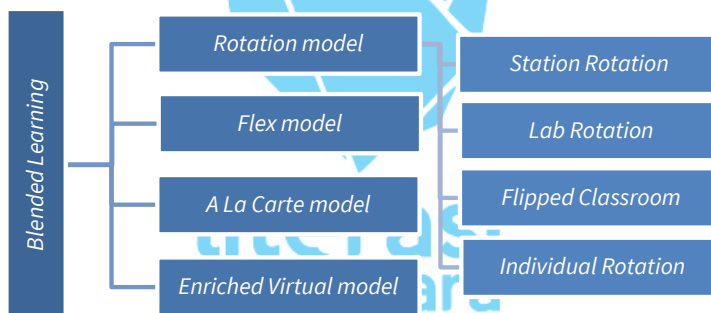 Blended Learning
Rotation model
Flex model
A La Carte model
Enriched Virtual model
Station Rotation
Lab Rotation
Flipped Classroom
Individual Rotation